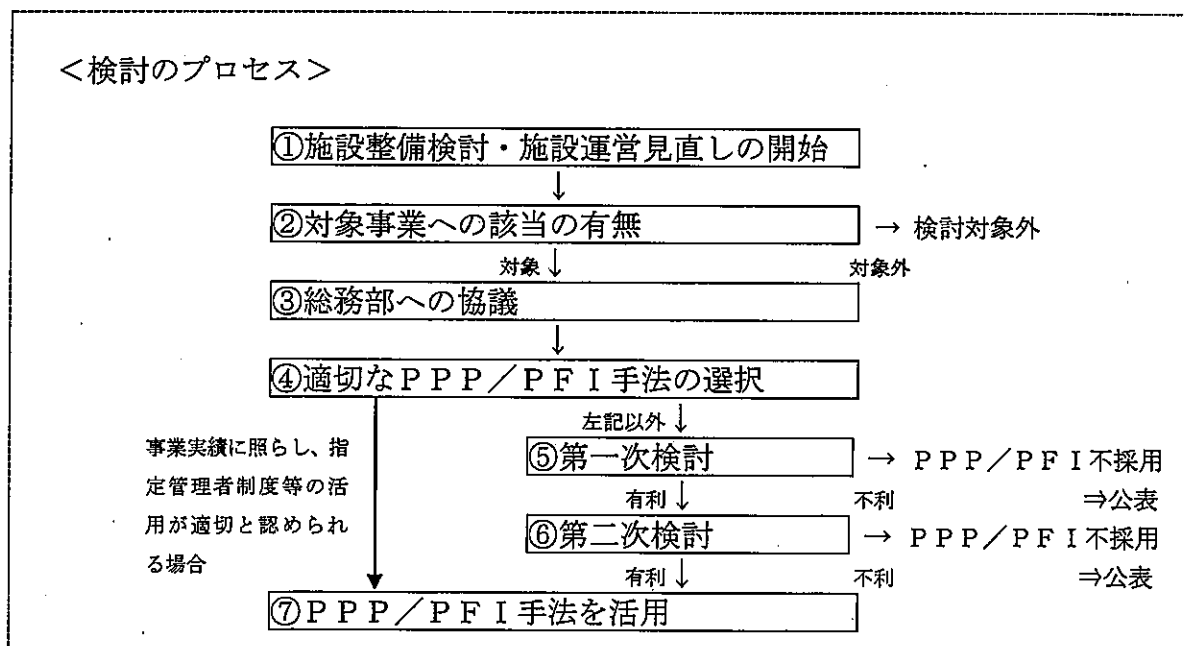 ＜検討のプロセス＞
①施設整備検討・施設運営見直しの開始
↓
②対象事業への該当の有無 → 検討対象外
対象 ↓ 対象外
③総務部への協議
↓
④適切なＰＰＰ／ＰＦＩ手法の選択
左記以外 ↓
事業実績に照らし、指
定管理者制度等の活
用が適切と認められ
る場合
⑤第一次検討 → ＰＰＰ／ＰＦＩ不採用
有利 ↓ 不利 ⇒公表
⑥第二次検討 → ＰＰＰ／ＰＦＩ不採用
有利 ↓ 不利 ⇒公表
⑦ＰＰＰ／ＰＦＩ手法を活用